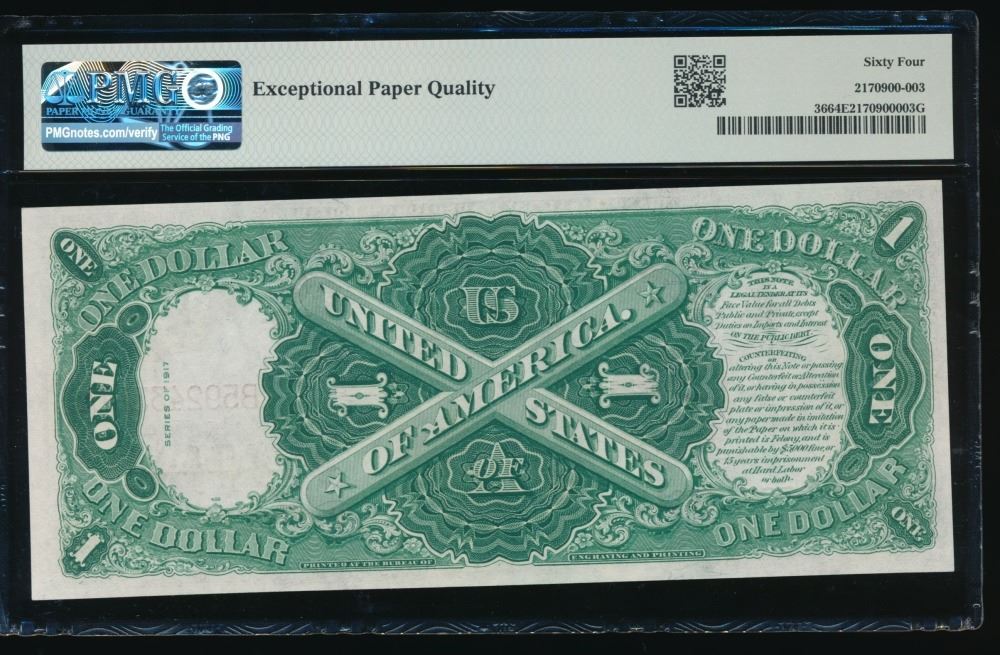 PMG
PAPER MONEY GUARANTY
PMGnotes.com/verify
The Official Grading
Service of the PNG
Exceptional Paper Quality
Sixty Four
2170900-003
3664E2170900003G
ONE
ONE DOLLAR
ONE DOLLAR
1
US
UNITED
STATES
OF AMERICA.
1
1
OF
A
ONE
ONE
SERIES OF 1917
THIS NOTE
IS A
LEGAL TENDER AT ITS
Face Value for all Debts
Public and Private, except
Duties on Imports and Interest
ON THE PUBLIC DEBT.
COUNTERFEITING
OR
altering this Note or passing
any Counterfeit or Alteration
of it, or having in possession
any false or counterfeit
plate or impression of it, or
any paper made in imitation
of the Paper on which it is
printed is Felony, and is
punishable by $5000 fine, or
15 years imprisonment
at Hard Labor
or both.
ONE DOLLAR
ONE DOLLAR
1
ONE
PRINTED AT THE BUREAU OF
ENGRAVING AND PRINTING